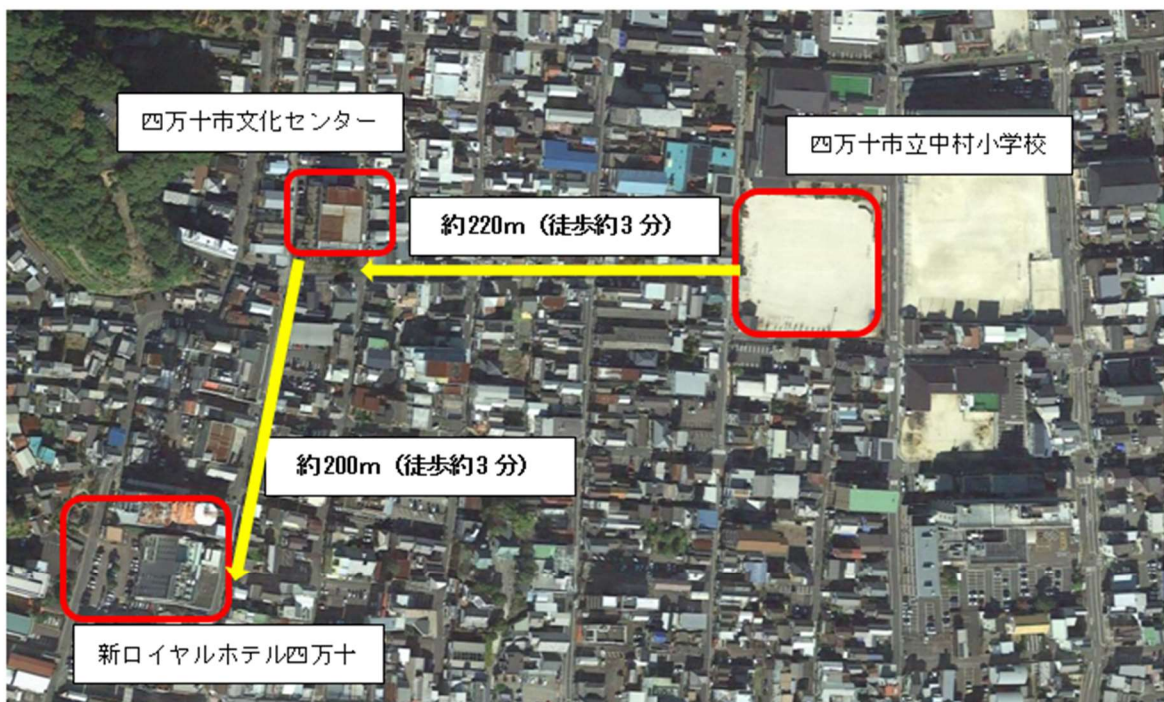 四万十市文化センター
四万十市立中村小学校
約220m（徒歩約3分）
約200m（徒歩約3分）
新ロイヤルホテル四万十